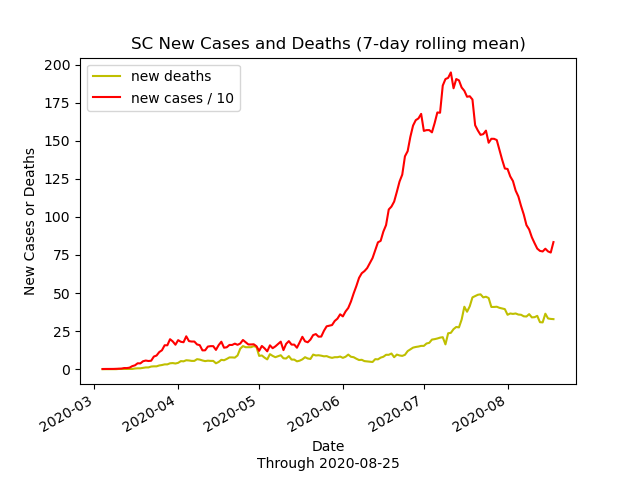 SC New Cases and Deaths (7-day rolling mean)
new deaths
new cases / 10
200
175
150
125
100
75
50
25
0
New Cases or Deaths
2020-03
2020-04
2020-05
2020-06
2020-07
2020-08
Date
Through 2020-08-25